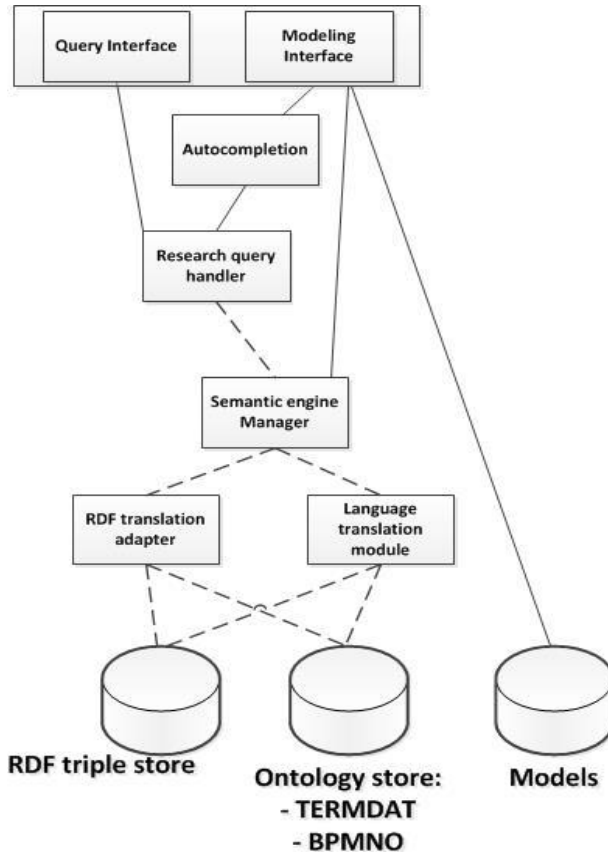 Query Interface
Modeling
Interface
Autocompletion
Research query
handler
Semantic engine
Manager
RDF translation
adapter
Language
translation
module
RDF triple store
Ontology store:
- TERMDAT
- BPMNO
Models